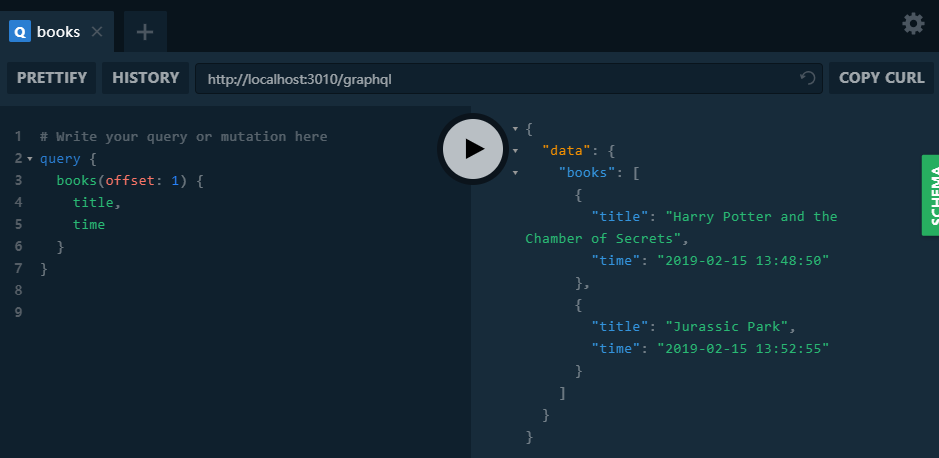 Q books ×
PRETTIFY HISTORY http://localhost:3010/graphql COPY CURL
1 # Write your query or mutation here
2 query {
3 books(offset: 1) {
4 title,
5 time
6 }
7 }
8
9
{
"data": {
"books": [
{
"title": "Harry Potter and the
Chamber of Secrets",
"time": "2019-02-15 13:48:50"
},
{
"title": "Jurassic Park",
"time": "2019-02-15 13:52:55"
}
]
}
}
SCHEMA